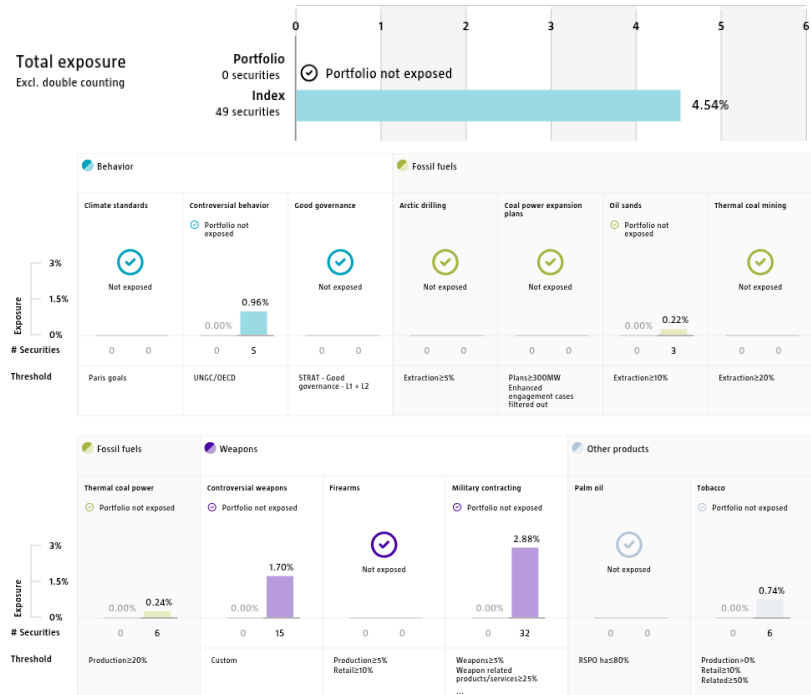 0 1 2 3 4 5 6
Total exposure
Excl. double counting
Portfolio
0 securities
Portfolio not exposed
Index
49 securities
4.54%
Behavior
Fossil fuels
Climate standards
Controversial behavior
Good governance
Arctic drilling
Coal power expansion
plans
Oil sands
Thermal coal mining
Portfolio not
exposed
Portfolio not
exposed
Not exposed
Not exposed
Not exposed
Not exposed
Not exposed
Exposure
3%
1.5%
0%
0.00% 0.96%
0.00% 0.22%
# Securities 0 0 0 5 0 0 0 0 0 0 0 3 0 0
Threshold
Paris goals
UNGC/OECD
STRAT - Good
governance - L1 + L2
Extraction≥5%
Plans≥300MW
Enhanced
engagement cases
filtered out
Extraction≥10%
Extraction≥20%
Fossil fuels
Weapons
Other products
Thermal coal power
Controversial weapons
Firearms
Military contracting
Palm oil
Tobacco
Portfolio not exposed
Portfolio not exposed
Portfolio not exposed
Portfolio not exposed
Not exposed
Not exposed
Exposure
3%
1.5%
0%
0.00% 0.24%
0.00% 1.70%
0.00% 2.88%
0.00% 0.74%
# Securities 0 6 0 15 0 0 0 32 0 0 0 6
Threshold
Production≥20%
Custom
Production≥5%
Retail≥10%
Weapons≥5%
Weapon related
products/services≥25%
...
RSPO ha≤80%
Production>0%
Retail≥10%
Related≥50%